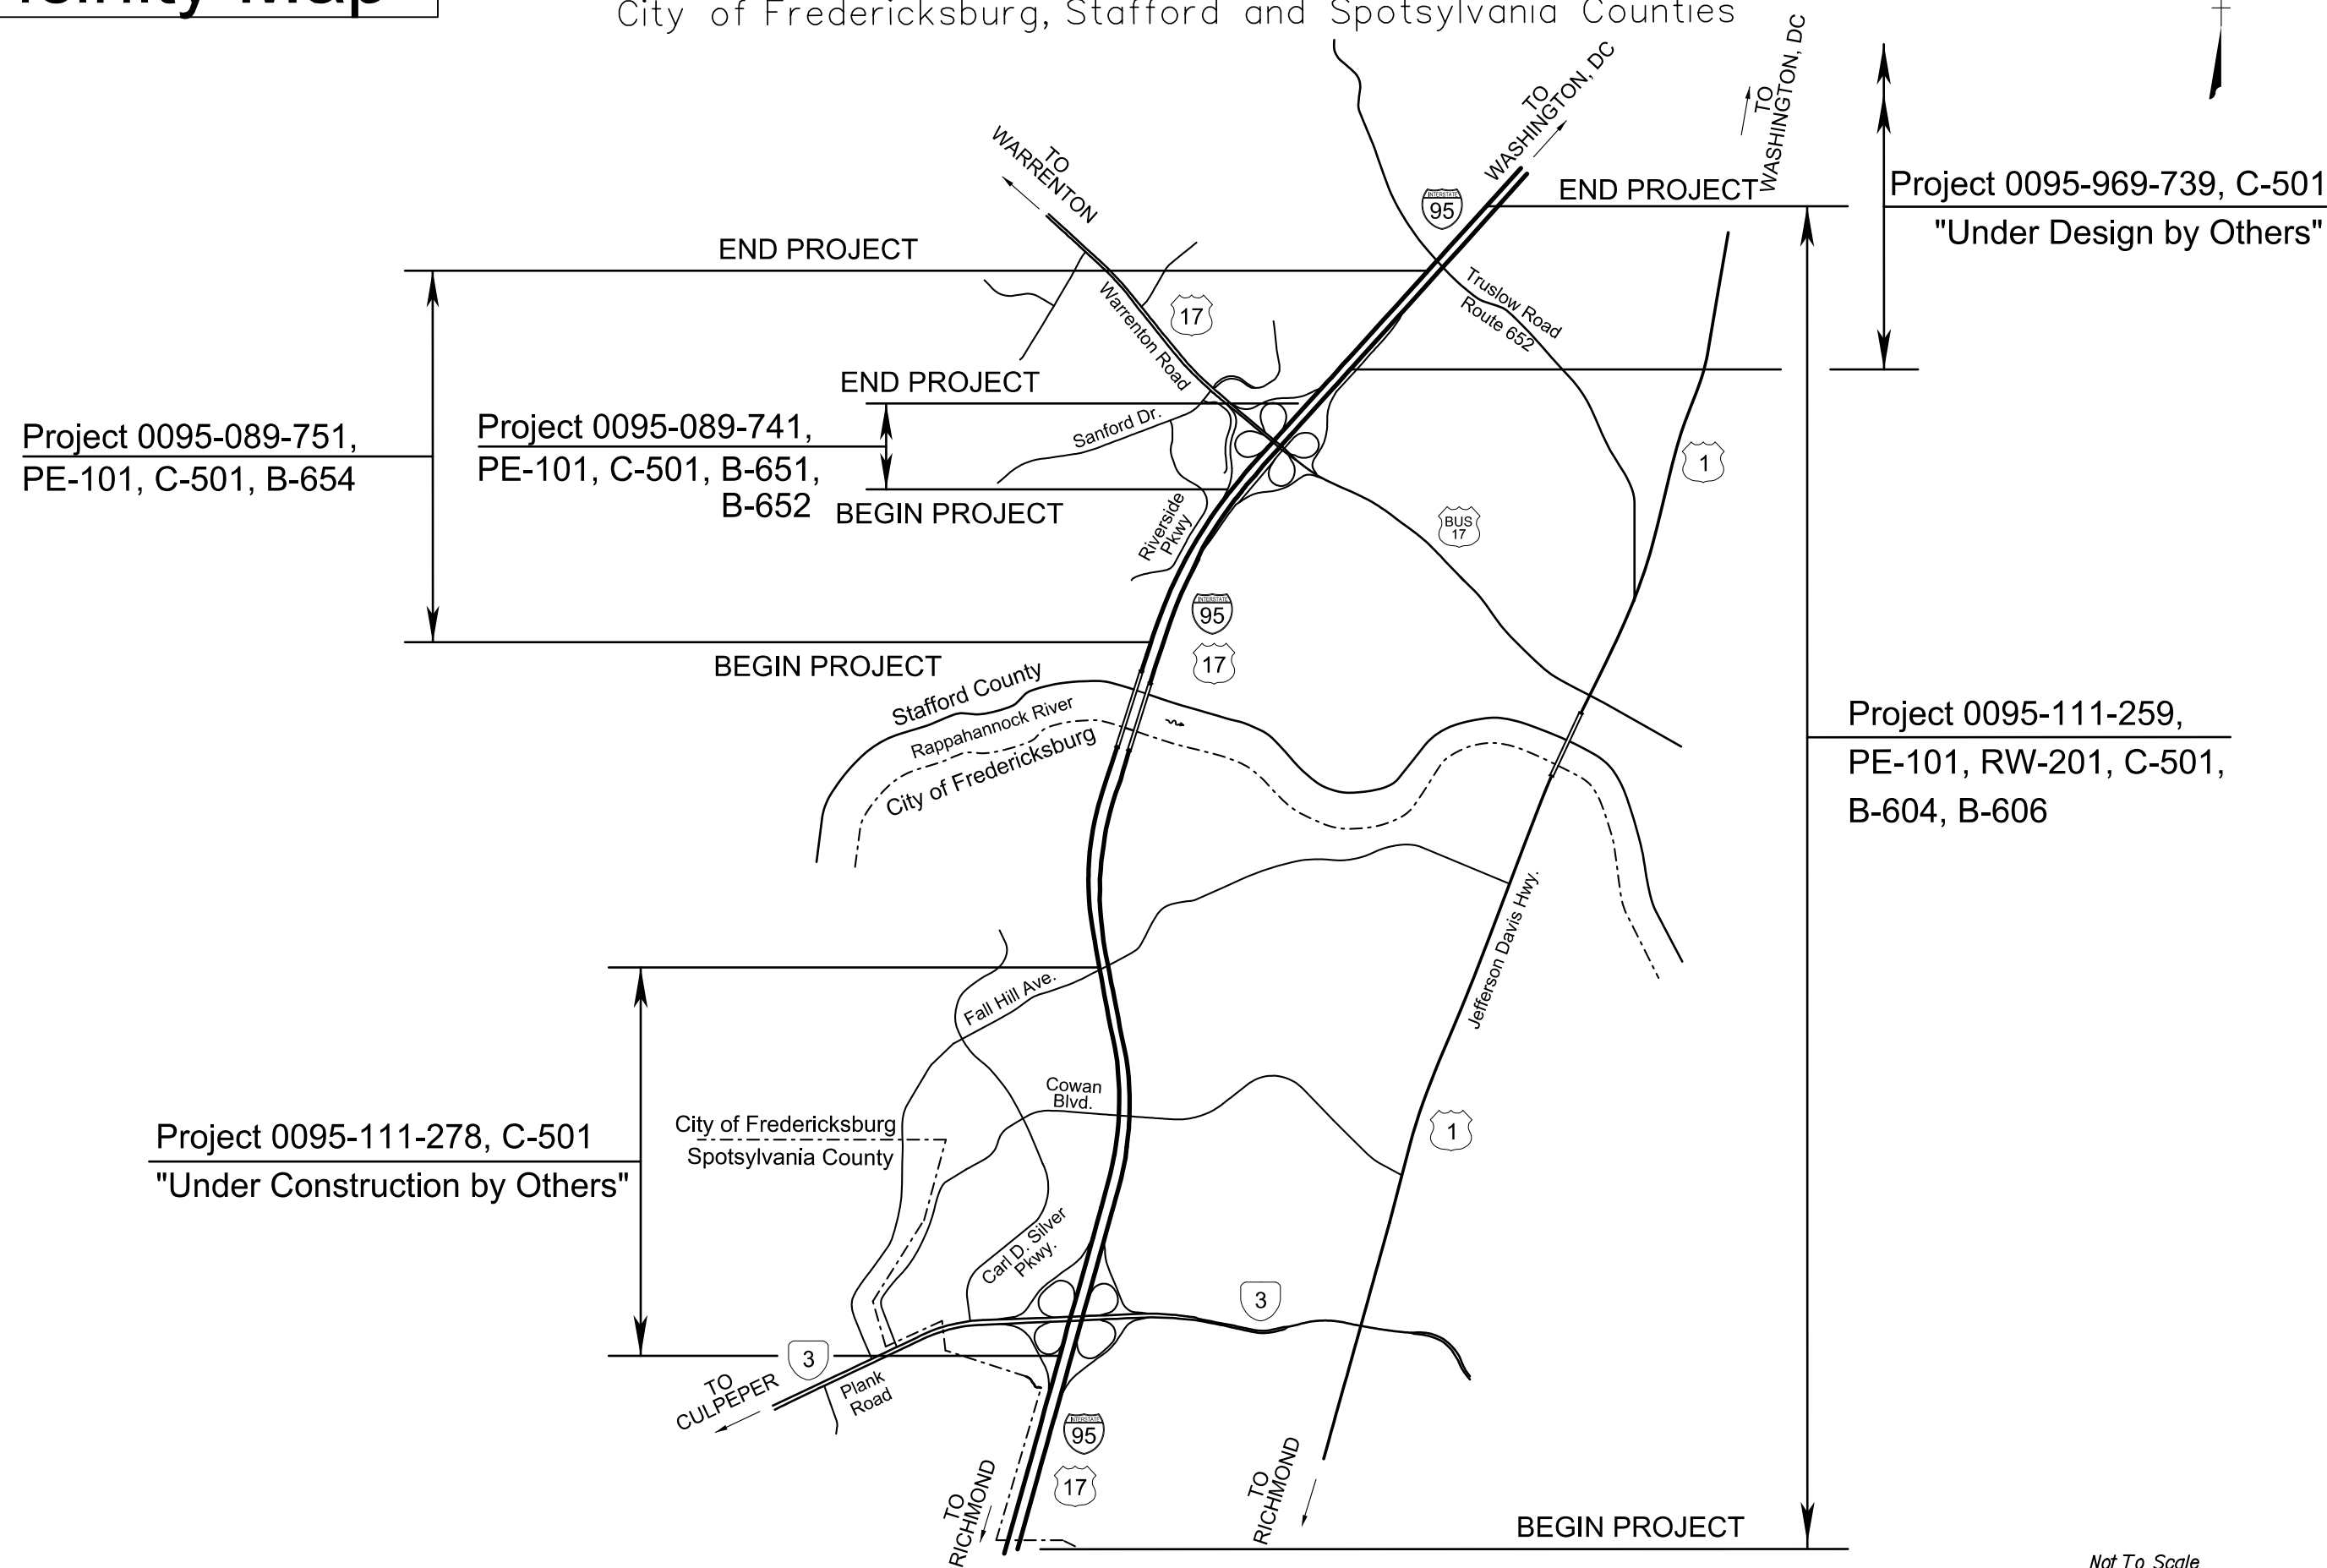 City of Fredericksburg, Stafford and Spotsylvania Counties
TO
WARRENTON
TO
WASHINGTON, DC
TO
WASHINGTON, DC
END PROJECT
Project 0095-969-739, C-501
"Under Design by Others"
INTERSTATE
95
END PROJECT
17
Warrenton Road
Truslow Road
Route 652
END PROJECT
Project 0095-089-751,
PE-101, C-501, B-654
Project 0095-089-741,
PE-101, C-501, B-651,
B-652
BEGIN PROJECT
Sanford Dr.
1
Riverside
Pkwy
BUS
17
INTERSTATE
95
17
BEGIN PROJECT
Stafford County
Rappahannock River
City of Fredericksburg
Project 0095-111-259,
PE-101, RW-201, C-501,
B-604, B-606
Jefferson Davis Hwy.
Fall Hill Ave.
Cowan
Blvd.
Project 0095-111-278, C-501
"Under Construction by Others"
City of Fredericksburg
Spotsylvania County
1
Carl D. Silver
Pkwy.
3
3
TO
CULPEPER
Plank
Road
INTERSTATE
95
17
TO
RICHMOND
TO
RICHMOND
BEGIN PROJECT
Not To Scale